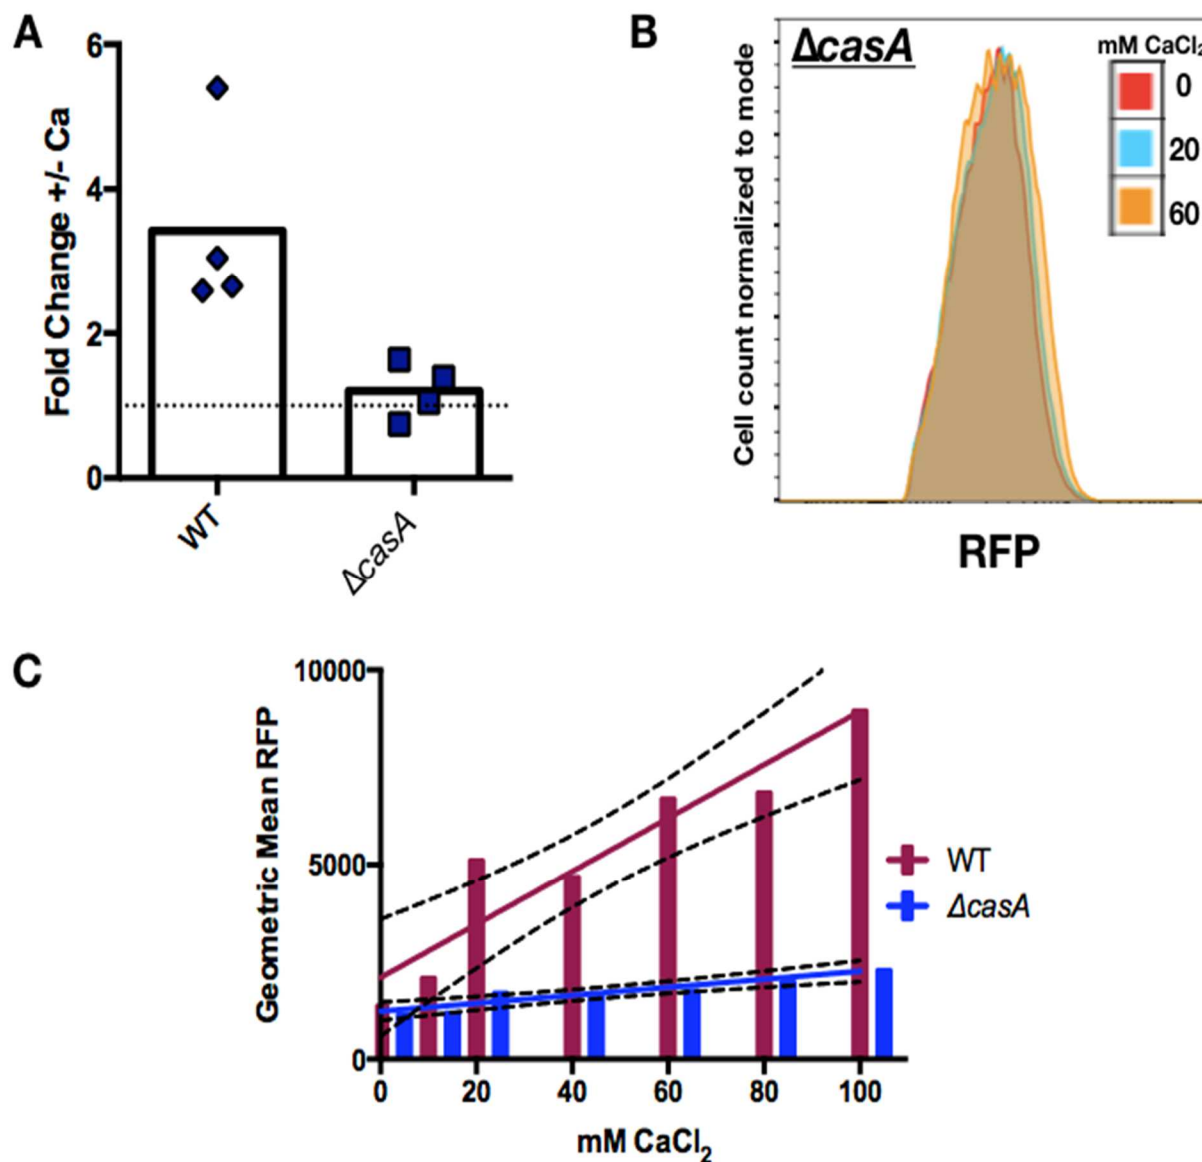 A
6
4
2
0
Fold Change +/- Ca
WT
ΔcasA
B
ΔcasA
Cell count normalized to mode
mM CaCl₂
0
20
60
RFP
C
10000
5000
0
Geometric Mean RFP
0 20 40 60 80 100
mM CaCl₂
WT
ΔcasA